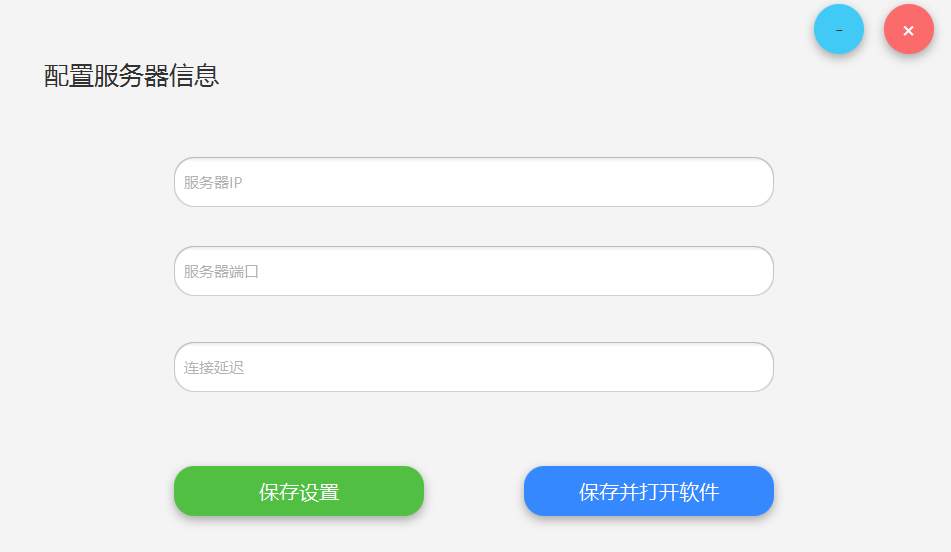 - ×
配置服务器信息
服务器IP
服务器端口
连接延迟
保存设置 保存并打开软件